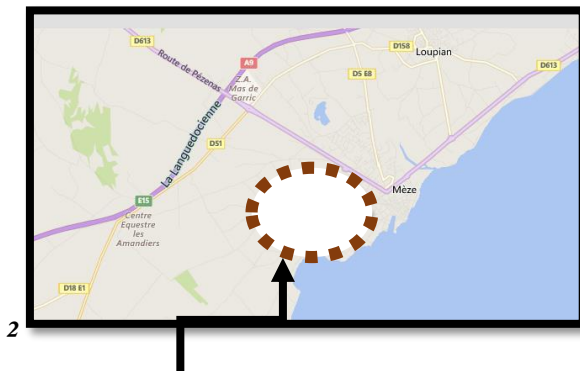 D613
D158
Loupian
Route de Pézenas
A9
D5 E8
D613
Z.A.
Mas de
Garric
La Languedocienne
D51
Mèze
E15
Centre
Equestre
les
Amandiers
D18 E1
2